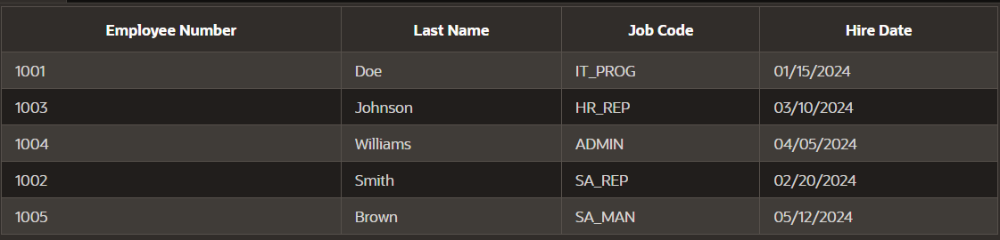 Employee Number Last Name Job Code Hire Date
1001 Doe IT_PROG 01/15/2024
1003 Johnson HR_REP 03/10/2024
1004 Williams ADMIN 04/05/2024
1002 Smith SA_REP 02/20/2024
1005 Brown SA_MAN 05/12/2024